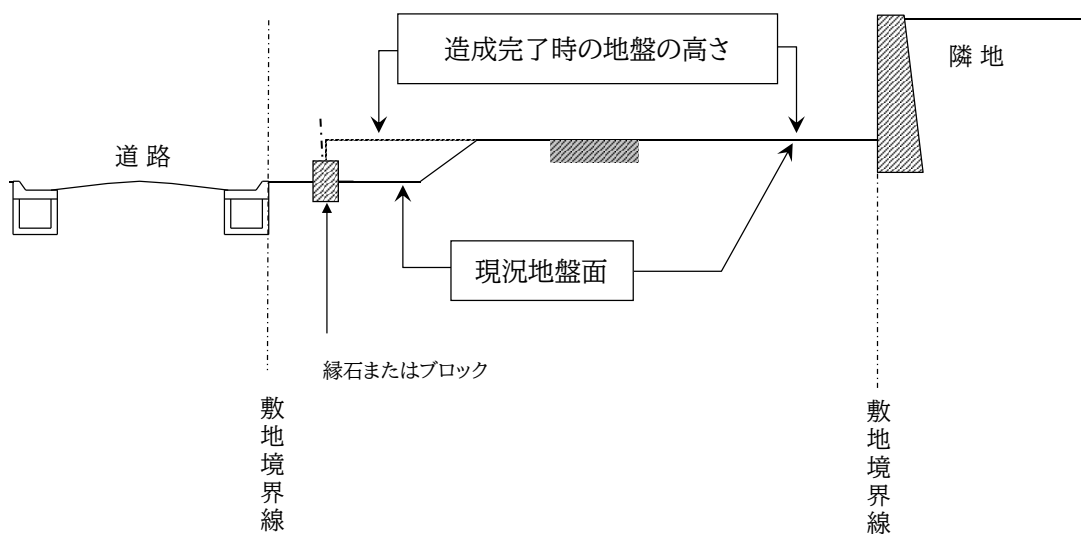 造成完了時の地盤の高さ
隣地
道路
現況地盤面
縁石またはブロック
敷地境界線
敷地境界線